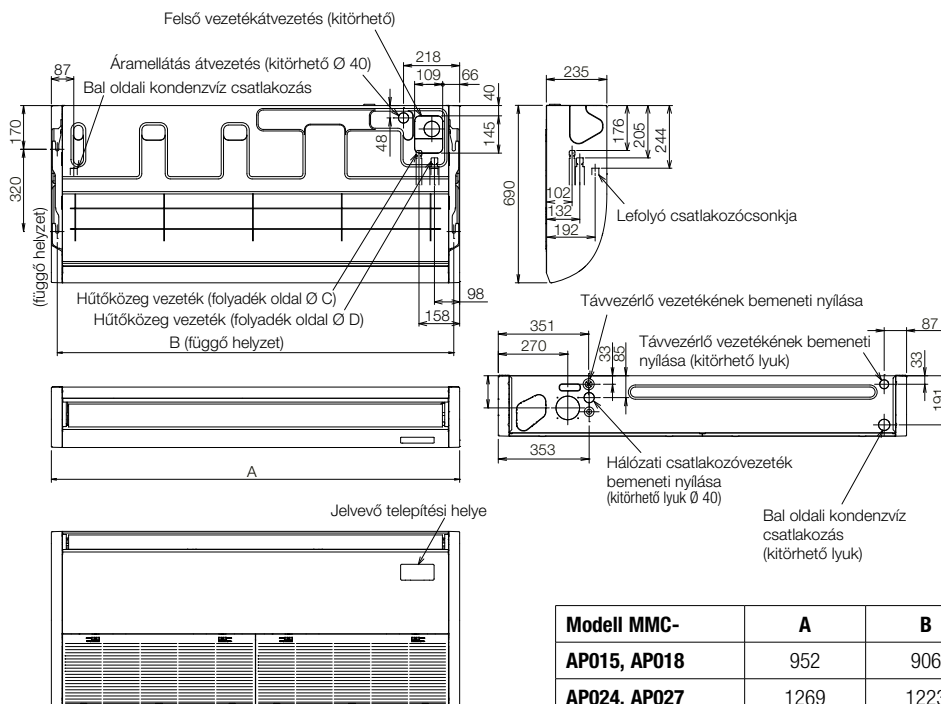 Felső vezetékátvezetés (kitörhető)
Áramellátás átvezetés (kitörhető Ø 40)
Bal oldali kondenzvíz csatlakozás
87
218
109
66
40
145
48
170
320
(függő helyzet)
Hűtőközeg vezeték (folyadék oldal Ø C)
Hűtőközeg vezeték (folyadék oldal Ø D)
98
158
B (függő helyzet)
235
690
176
205
244
102
132
192
Lefolyó csatlakozócsonkja
Távvezérlő vezetékének bemeneti nyílása
351
270
33
85
Távvezérlő vezetékének bemeneti
nyílása (kitörhető lyuk)
87
33
191
353
Hálózati csatlakozóvezeték
bemeneti nyílása
(kitörhető lyuk Ø 40)
Bal oldali kondenzvíz
csatlakozás
(kitörhető lyuk)
A
Jelvevő telepítési helye
Modell MMC- A B
AP015, AP018 952 906
AP024, AP027 1269 1223